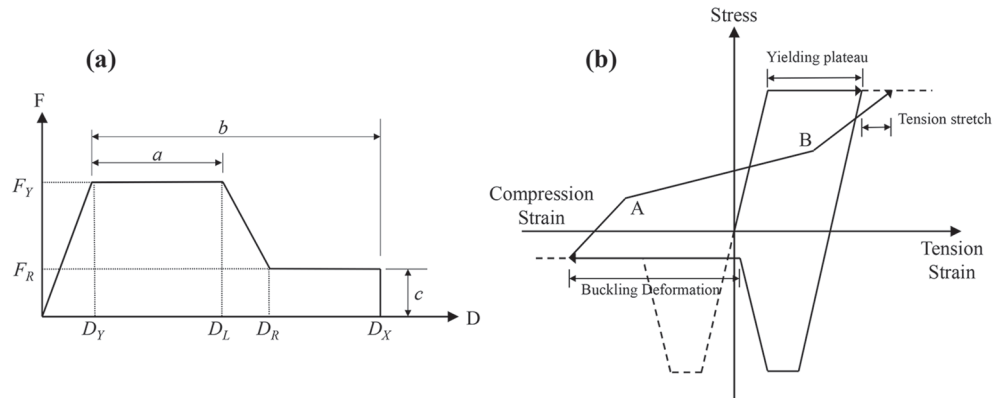 (a)
F
b
a
F_Y
F_R
c
D_Y
D_L
D_R
D_X
D
(b)
Stress
Yielding plateau
Tension stretch
B
Compression
Strain
A
Tension
Strain
Buckling Deformation